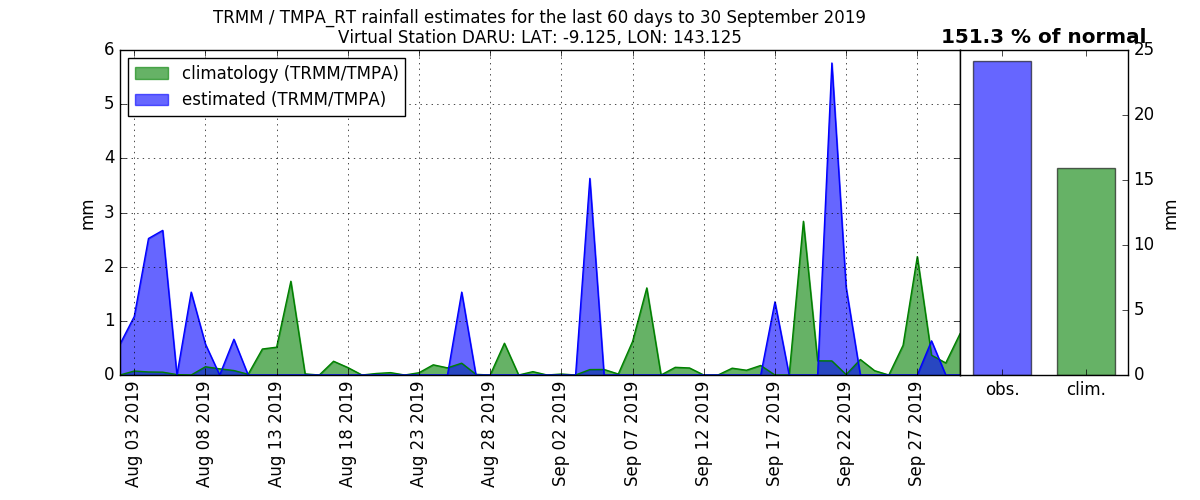 TRMM / TMPA_RT rainfall estimates for the last 60 days to 30 September 2019
Virtual Station DARU: LAT: -9.125, LON: 143.125
151.3 % of normal
climatology (TRMM/TMPA)
estimated (TRMM/TMPA)
mm
6
5
4
3
2
1
0
Aug 03 2019
Aug 08 2019
Aug 13 2019
Aug 18 2019
Aug 23 2019
Aug 28 2019
Sep 02 2019
Sep 07 2019
Sep 12 2019
Sep 17 2019
Sep 22 2019
Sep 27 2019
obs.
clim.
25
20
15
10
5
0
mm